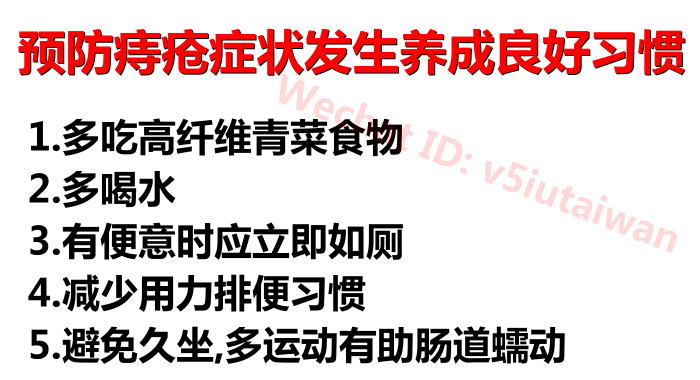 预防痔疮症状发生养成良好习惯
1.多吃高纤维青菜食物
2.多喝水
3.有便意时应立即如厕
4.减少用力排便习惯
5.避免久坐,多运动有助肠道蠕动
Wechat ID: v5iutaiwan